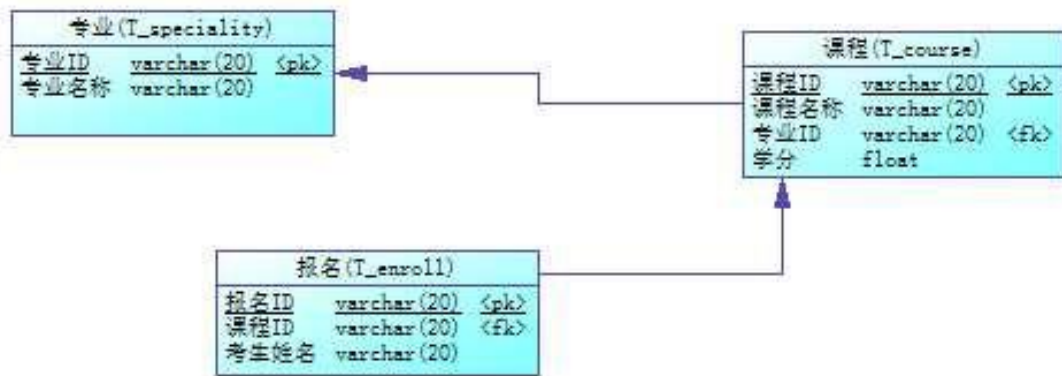 专业(T_speciality)
专业ID varchar(20) <pk>
专业名称 varchar(20)
课程(T_course)
课程ID varchar(20) <pk>
课程名称 varchar(20)
专业ID varchar(20) <fk>
学分 float
报名(T_enroll)
报名ID varchar(20) <pk>
课程ID varchar(20) <fk>
考生姓名 varchar(20)